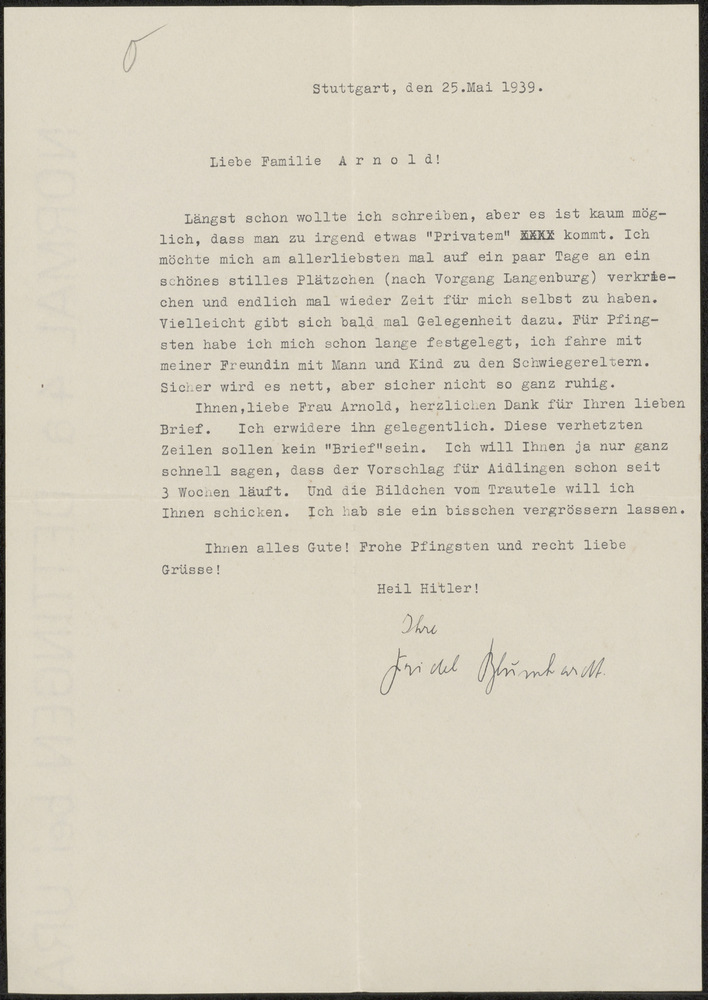 Stuttgart, den 25.Mai 1939.
Liebe Familie A r n o l d!
Längst schon wollte ich schreiben, aber es ist kaum mög-
lich, dass man zu irgend etwas "Privatem" XXXX kommt. Ich
möchte mich am allerliebsten mal auf ein paar Tage an ein
schönes stilles Plätzchen (nach Vorgang Langenburg) verkrie-
chen und endlich mal wieder Zeit für mich selbst zu haben.
Vielleicht gibt sich bald mal Gelegenheit dazu. Für Pfing-
sten habe ich mich schon lange festgelegt, ich fahre mit
meiner Freundin mit Mann und Kind zu den Schwiegereltern.
Sicher wird es nett, aber sicher nicht so ganz ruhig.
Ihnen,liebe Frau Arnold, herzlichen Dank für Ihren lieben
Brief. Ich erwidere ihn gelegentlich. Diese verhetzten
Zeilen sollen kein "Brief"sein. Ich will Ihnen ja nur ganz
schnell sagen, dass der Vorschlag für Aidlingen schon seit
3 Wochen läuft. Und die Bildchen vom Trautele will ich
Ihnen schicken. Ich hab sie ein bisschen vergrössern lassen.
Ihnen alles Gute! Frohe Pfingsten und recht liebe
Grüsse!
Heil Hitler!
Ihre
Fridel Blumhardt.